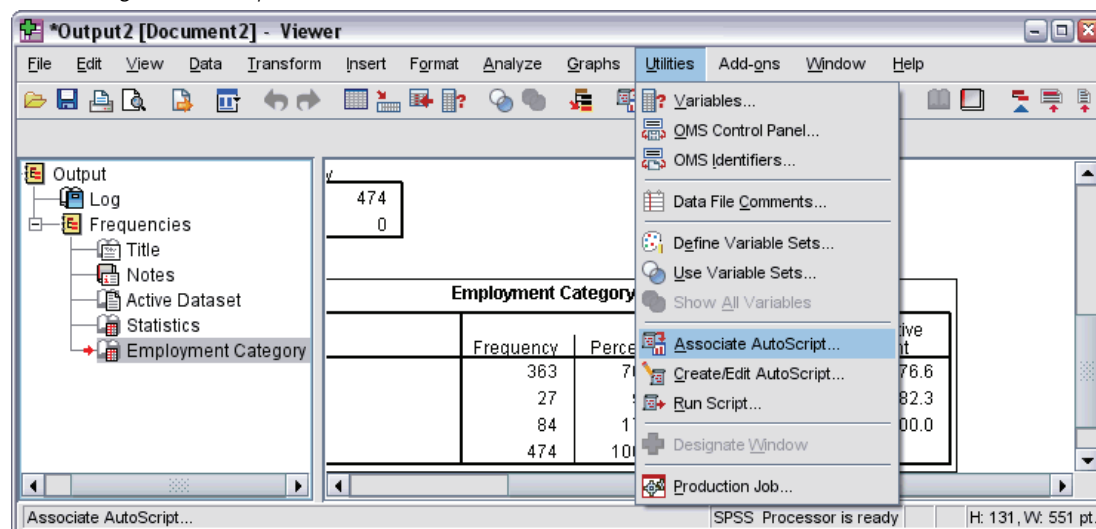 *Output2 [Document2] - Viewer
File Edit View Data Transform Insert Format Analyze Graphs Utilities Add-ons Window Help
Output
Log
Frequencies
Title
Notes
Active Dataset
Statistics
Employment Category
474
0
Employment Category
Frequency
363
27
84
474
76.6
82.3
00.0
Variables...
OMS Control Panel...
OMS Identifiers...
Data File Comments...
Define Variable Sets...
Use Variable Sets...
Show All Variables
Associate AutoScript...
Create/Edit AutoScript...
Run Script...
Designate Window
Production Job...
Associate AutoScript... SPSS Processor is ready H: 131, W: 551 pt.